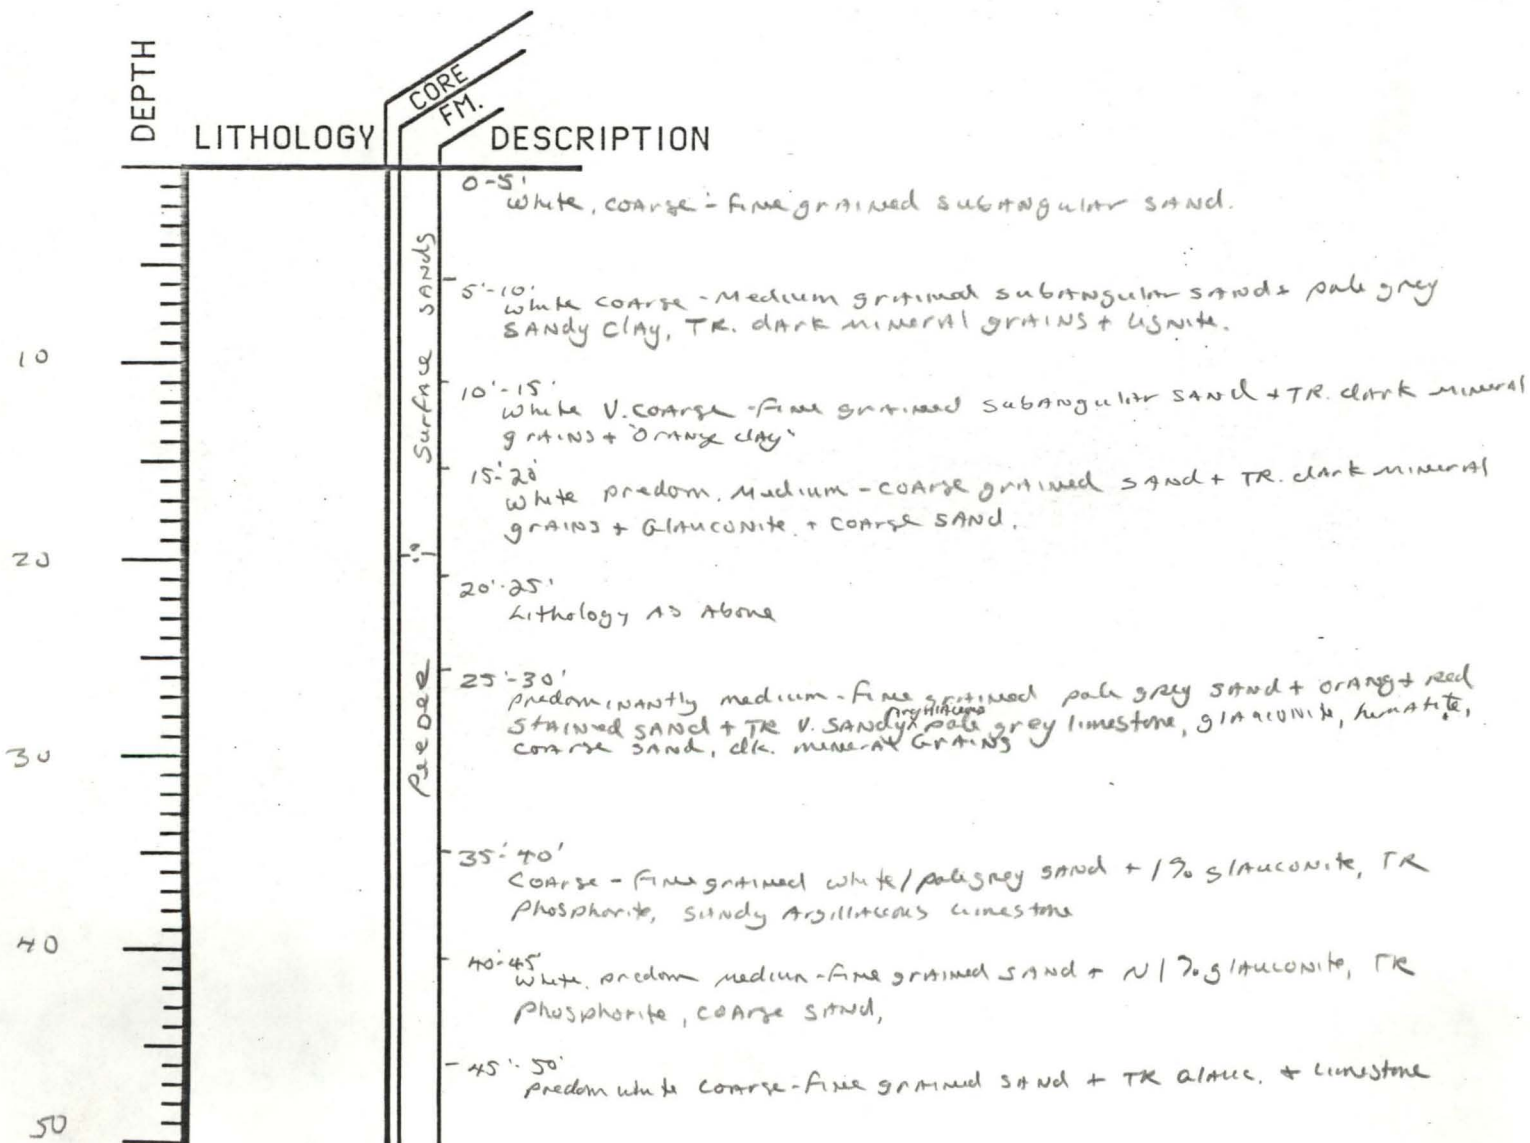 DEPTH
LITHOLOGY
CORE
FM.
DESCRIPTION
0-5'
White, coarse-fine grained subangular sand.
Surface sands
5'-10'
White coarse-medium grained subangular sand + pale grey
sandy clay, TR. dark mineral grains + lignite.
10
10'-15'
White V. coarse-fine grained subangular sand + TR. dark mineral
grains + "orange clay"
15'-20'
White predom. medium-coarse grained sand + TR. dark mineral
grains + Glauconite + coarse sand.
20
?
20'-25'
Lithology as above
PeeDee
25'-30'
predominantly medium-fine grained pale grey sand + orang + red
stained sand + TR V. sandy argillaceous pale grey limestone, glauconite, hematite,
coarse sand, dk. mineral grains
30
35'-40'
Coarse-fine grained white/pale grey sand + 1% glauconite, TR
phosphorite, sandy argillaceous limestone
40
40'-45'
White, predom medium-fine grained sand + ~1% glauconite, TR
phosphorite, coarse sand,
45'-50'
predom white coarse-fine grained sand + TR Glauc. + limestone
50